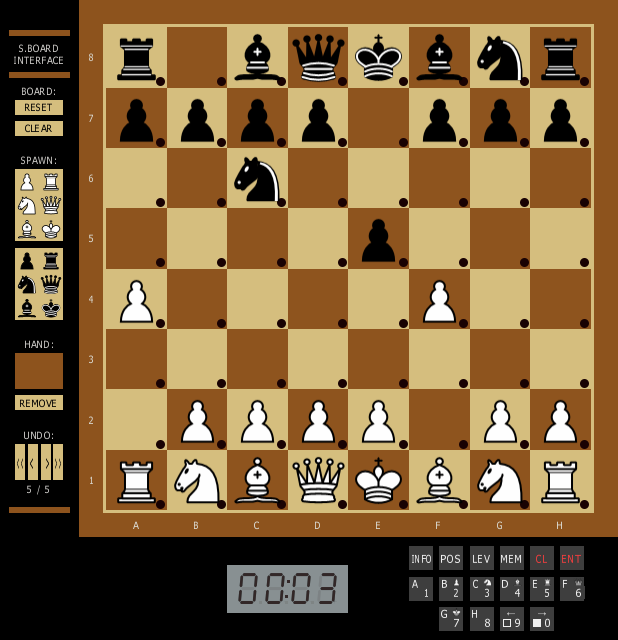 S.BOARD
INTERFACE
BOARD:
RESET
CLEAR
SPAWN:
HAND:
REMOVE
UNDO:
⟨⟨ ⟨ ⟩ ⟩⟩
5 / 5
8
7
6
5
4
3
2
1
A B C D E F G H
00:03
INFO POS LEV MEM CL ENT
A 1 B 2 C 3 D 4 E 5 F 6
G 7 H 8 ← 9 → 0